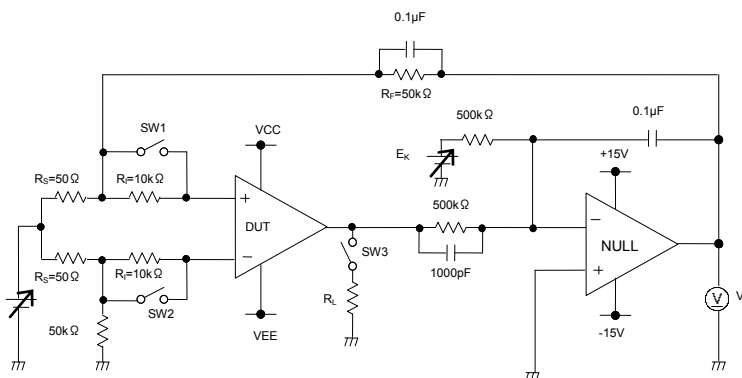 0.1μF
RF=50kΩ
500kΩ
0.1μF
SW1
VCC
EK
+15V
RS=50Ω
RI=10kΩ
500kΩ
+
DUT
−
−
NULL
+
SW3
RS=50Ω
RI=10kΩ
1000pF
V
V
RL
50kΩ
SW2
VEE
-15V